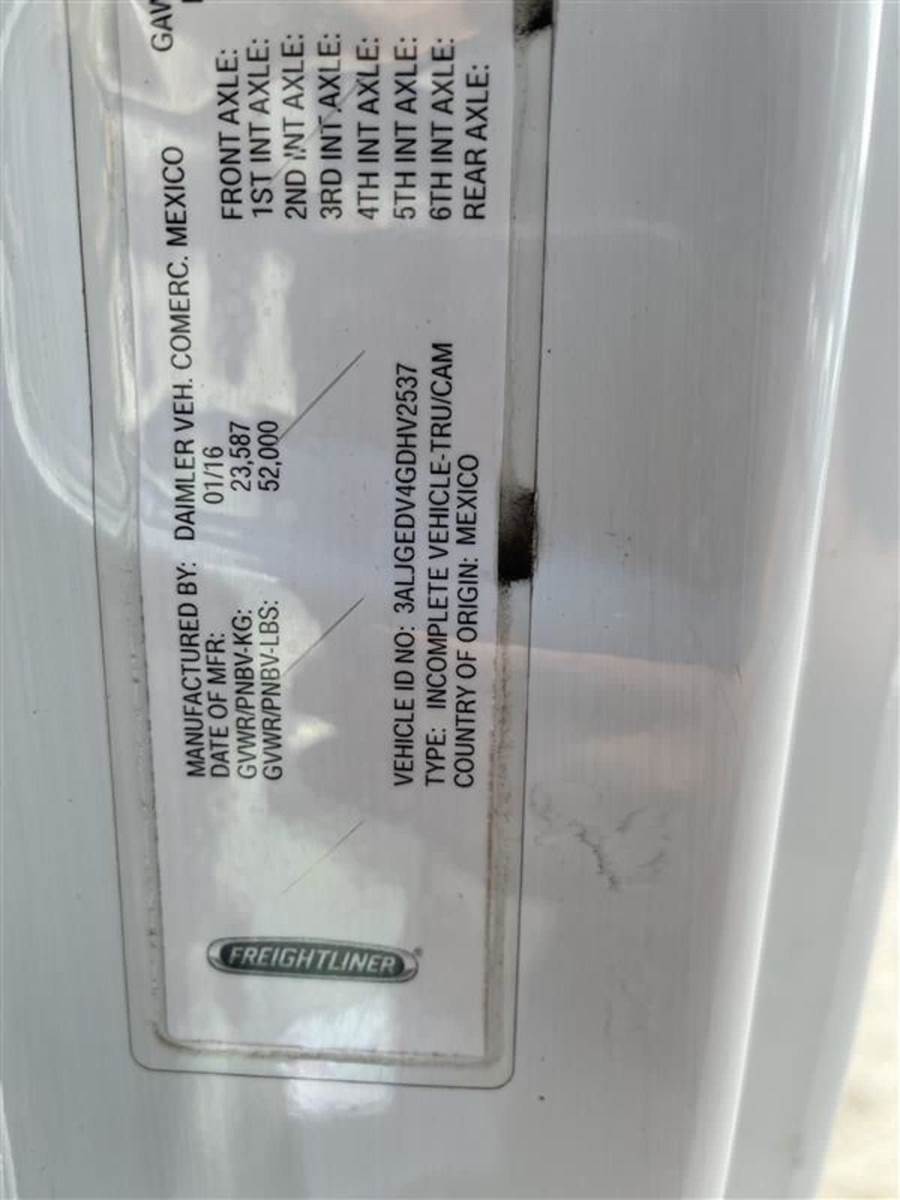 FREIGHTLINER
MANUFACTURED BY: DAIMLER VEH. COMERC. MEXICO
DATE OF MFR: 01/16
GVWR/PNBV-KG: 23,587
GVWR/PNBV-LBS: 52,000
VEHICLE ID NO: 3ALJGEDV4GDHV2537
TYPE: INCOMPLETE VEHICLE-TRU/CAM
COUNTRY OF ORIGIN: MEXICO
FRONT AXLE:
1ST INT AXLE:
2ND INT AXLE:
3RD INT AXLE:
4TH INT AXLE:
5TH INT AXLE:
6TH INT AXLE:
REAR AXLE: